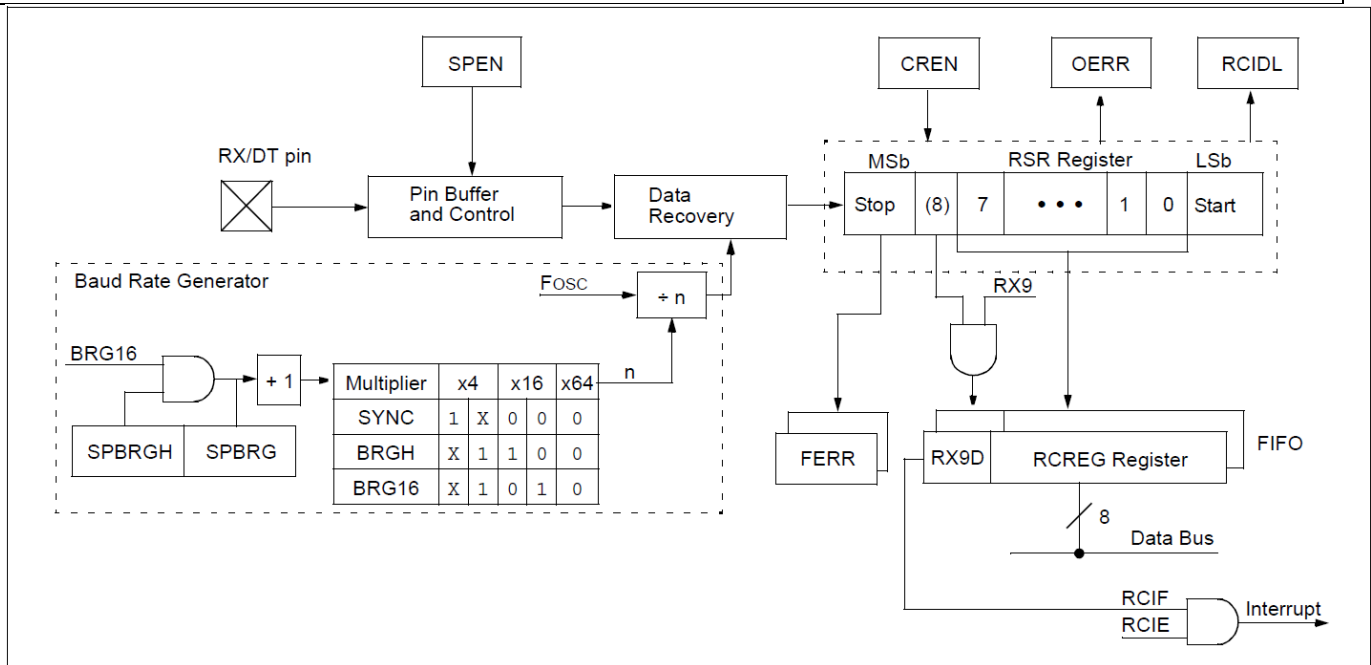 SPEN
CREN
OERR
RCIDL
RX/DT pin
MSb
RSR Register
LSb
Pin Buffer
and Control
Data
Recovery
Stop
(8)
7
• • •
1
0
Start
Baud Rate Generator
FOSC
÷ n
RX9
BRG16
+ 1
n
Multiplier x4 x16 x64
SYNC 1 X 0 0 0
BRGH X 1 1 0 0
BRG16 X 1 0 1 0
SPBRGH
SPBRG
FERR
RX9D
RCREG Register
FIFO
8
Data Bus
RCIF
RCIE
Interrupt